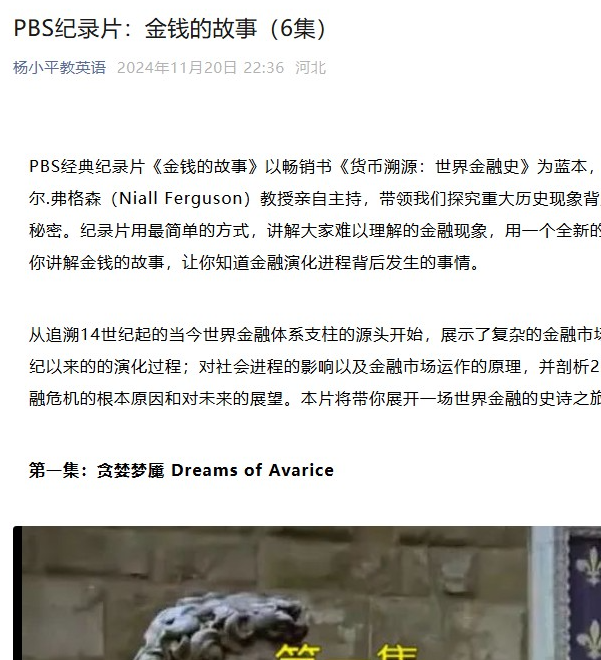 PBS纪录片：金钱的故事（6集）
杨小平教英语 2024年11月20日 22:36 河北
PBS经典纪录片《金钱的故事》以畅销书《货币溯源：世界金融史》为蓝本，
尔.弗格森（Niall Ferguson）教授亲自主持，带领我们探究重大历史现象背
秘密。纪录片用最简单的方式，讲解大家难以理解的金融现象，用一个全新的
你讲解金钱的故事，让你知道金融演化进程背后发生的事情。
从追溯14世纪起的当今世界金融体系支柱的源头开始，展示了复杂的金融市场
纪以来的的演化过程；对社会进程的影响以及金融市场运作的原理，并剖析2
融危机的根本原因和对未来的展望。本片将带你展开一场世界金融的史诗之旅
第一集：贪婪梦魇 Dreams of Avarice
第 集